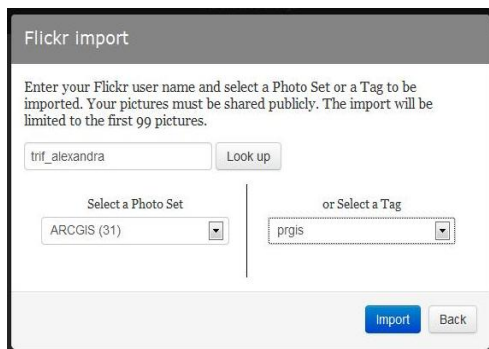 Flickr import
Enter your Flickr user name and select a Photo Set or a Tag to be
imported. Your pictures must be shared publicly. The import will be
limited to the first 99 pictures.
trif_alexandra Look up
Select a Photo Set or Select a Tag
ARCGIS (31) prgis
Import Back